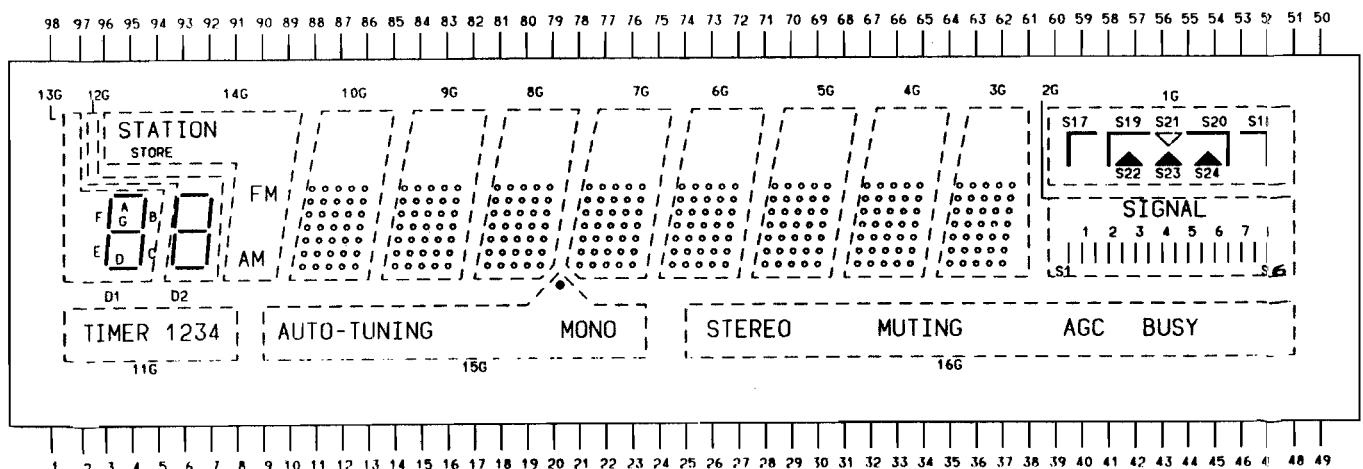 98 97 96 95 94 93 92 91 90 89 88 87 86 85 84 83 82 81 80 79 78 77 76 75 74 73 72 71 70 69 68 67 66 65 64 63 62 61 60 59 58 57 56 55 54 53 51 50
13G 12G 14G 10G 9G 8G 7G 6G 5G 4G 3G 2G 1G
STATION
STORE
S17 S19 S21 S20
S22 S23 S24
FM
A
F G B
E D C
AM
SIGNAL
1 2 3 4 5 6 7
S1
D1 D2
TIMER 1234 AUTO-TUNING MONO STEREO MUTING AGC BUSY
11G 15G 16G
1 2 3 4 5 6 7 8 9 10 11 12 13 14 15 16 17 18 19 20 21 22 23 24 25 26 27 28 29 30 31 32 33 34 35 36 37 38 39 40 41 42 43 44 45 46 48 49